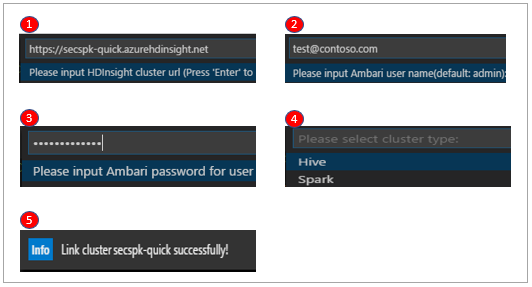 1
https://secspk-quick.azurehdinsight.net
Please input HDInsight cluster url (Press 'Enter' to
2
test@contoso.com
Please input Ambari user name(default: admin):
3
•••••••••••••
Please input Ambari password for user
4
Please select cluster type:
Hive
Spark
5
Info Link cluster secspk-quick successfully!